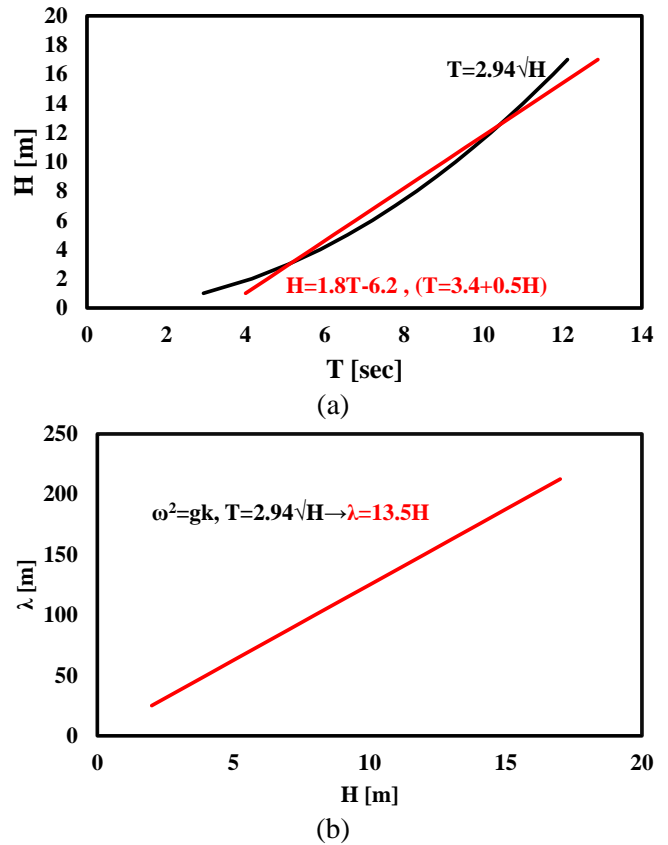 20
18
16
14
12
10
8
6
4
2
0
H [m]
T=2.94√H
H=1.8T-6.2 , (T=3.4+0.5H)
0 2 4 6 8 10 12 14
T [sec]
(a)
250
200
150
100
50
0
λ [m]
ω²=gk, T=2.94√H→λ=13.5H
0 5 10 15 20
H [m]
(b)